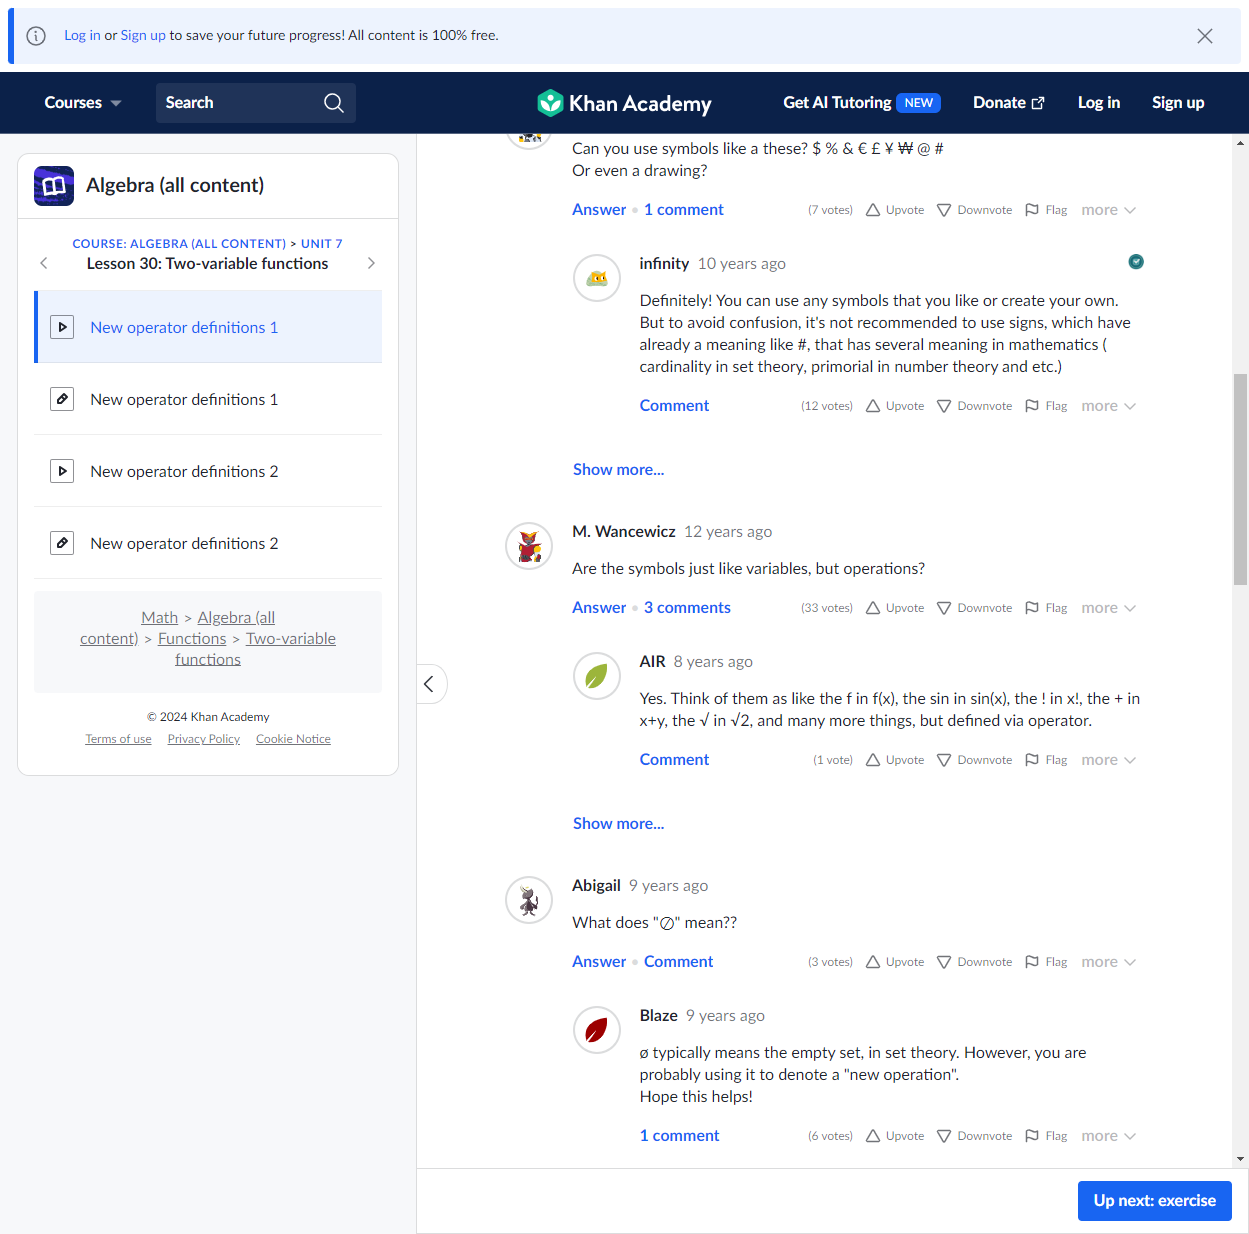 Log in or Sign up to save your future progress! All content is 100% free.
Courses
Search
Khan Academy
Get AI Tutoring NEW
Donate
Log in
Sign up
Algebra (all content)
COURSE: ALGEBRA (ALL CONTENT) > UNIT 7
Lesson 30: Two-variable functions
New operator definitions 1
New operator definitions 1
New operator definitions 2
New operator definitions 2
Math > Algebra (all
content) > Functions > Two-variable
functions
© 2024 Khan Academy
Terms of use Privacy Policy Cookie Notice
Can you use symbols like a these? $ % & € £ ¥ ₩ @ #
Or even a drawing?
Answer • 1 comment (7 votes) Upvote Downvote Flag more
infinity 10 years ago
Definitely! You can use any symbols that you like or create your own.
But to avoid confusion, it's not recommended to use signs, which have
already a meaning like #, that has several meaning in mathematics (
cardinality in set theory, primorial in number theory and etc.)
Comment (12 votes) Upvote Downvote Flag more
Show more...
M. Wancewicz 12 years ago
Are the symbols just like variables, but operations?
Answer • 3 comments (33 votes) Upvote Downvote Flag more
AIR 8 years ago
Yes. Think of them as like the f in f(x), the sin in sin(x), the ! in x!, the + in
x+y, the √ in √2, and many more things, but defined via operator.
Comment (1 vote) Upvote Downvote Flag more
Show more...
Abigail 9 years ago
What does "∅" mean??
Answer • Comment (3 votes) Upvote Downvote Flag more
Blaze 9 years ago
ø typically means the empty set, in set theory. However, you are
probably using it to denote a "new operation".
Hope this helps!
1 comment (6 votes) Upvote Downvote Flag more
Up next: exercise